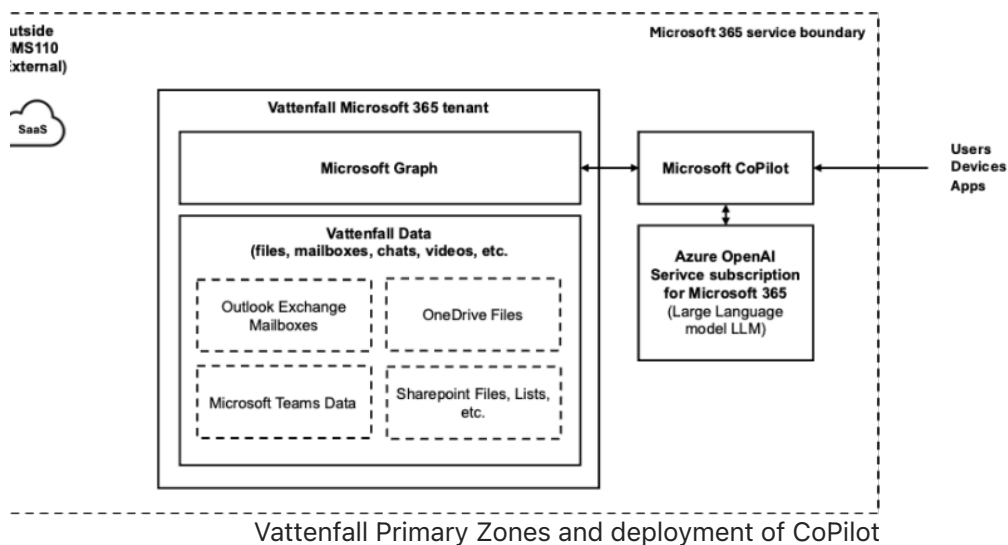 utside
Microsoft 365 service boundary
MS110
External)
SaaS
Vattenfall Microsoft 365 tenant
Microsoft Graph
Microsoft CoPilot
Users
Devices
Apps
Vattenfall Data
(files, mailboxes, chats, videos, etc.
Outlook Exchange
Mailboxes
OneDrive Files
Microsoft Teams Data
Sharepoint Files, Lists,
etc.
Azure OpenAI
Serivce subscription
for Microsoft 365
(Large Language
model LLM)
Vattenfall Primary Zones and deployment of CoPilot